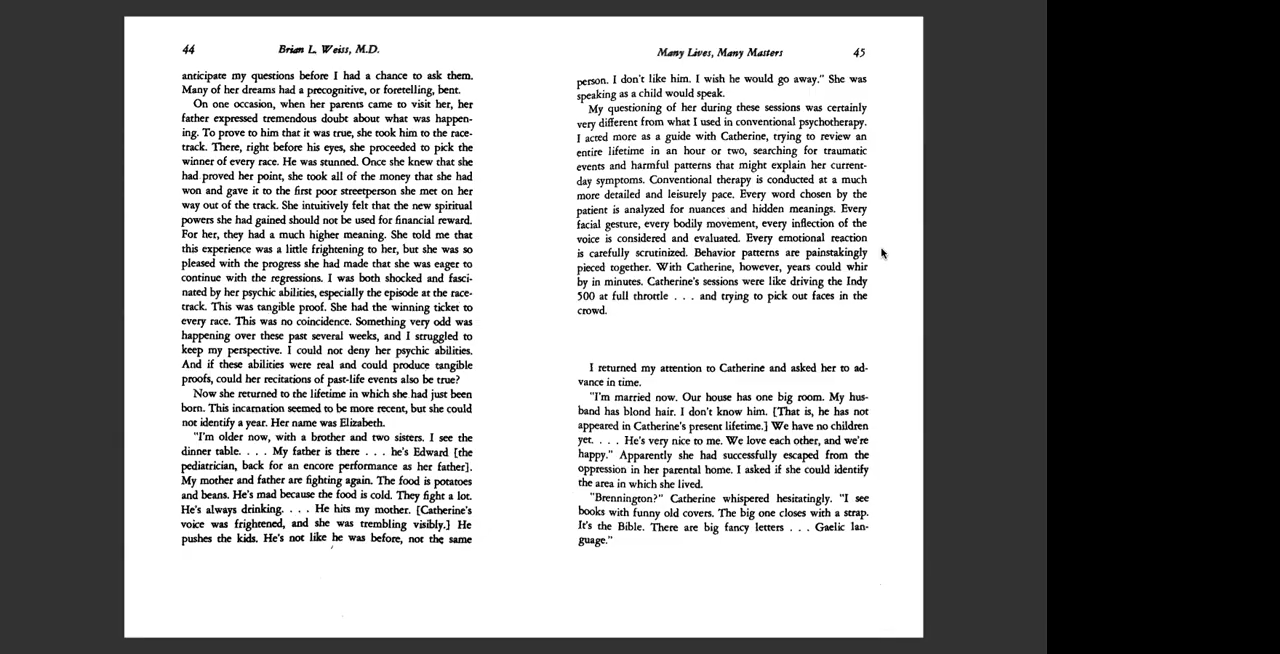 44
Brian L. Weiss, M.D.
anticipate my questions before I had a chance to ask them.
Many of her dreams had a precognitive, or foretelling, bent.
On one occasion, when her parents came to visit her, her
father expressed tremendous doubt about what was happen-
ing. To prove to him that it was true, she took him to the race-
track. There, right before his eyes, she proceeded to pick the
winner of every race. He was stunned. Once she knew that she
had proved her point, she took all of the money that she had
won and gave it to the first poor streetperson she met on her
way out of the track. She intuitively felt that the new spiritual
powers she had gained should not be used for financial reward.
For her, they had a much higher meaning. She told me that
this experience was a little frightening to her, but she was so
pleased with the progress she had made that she was eager to
continue with the regressions. I was both shocked and fasci-
nated by her psychic abilities, especially the episode at the race-
track. This was tangible proof. She had the winning ticket to
every race. This was no coincidence. Something very odd was
happening over these past several weeks, and I struggled to
keep my perspective. I could not deny her psychic abilities.
And if these abilities were real and could produce tangible
proofs, could her recitations of past-life events also be true?
Now she returned to the lifetime in which she had just been
born. This incarnation seemed to be more recent, but she could
not identify a year. Her name was Elizabeth.
"I'm older now, with a brother and two sisters. I see the
dinner table. . . . My father is there . . . he's Edward [the
pediatrician, back for an encore performance as her father].
My mother and father are fighting again. The food is potatoes
and beans. He's mad because the food is cold. They fight a lot.
He's always drinking. . . . He hits my mother. [Catherine's
voice was frightened, and she was trembling visibly.] He
pushes the kids. He's not like he was before, not the same
Many Lives, Many Masters
45
person. I don't like him. I wish he would go away." She was
speaking as a child would speak.
My questioning of her during these sessions was certainly
very different from what I used in conventional psychotherapy.
I acted more as a guide with Catherine, trying to review an
entire lifetime in an hour or two, searching for traumatic
events and harmful patterns that might explain her current-
day symptoms. Conventional therapy is conducted at a much
more detailed and leisurely pace. Every word chosen by the
patient is analyzed for nuances and hidden meanings. Every
facial gesture, every bodily movement, every inflection of the
voice is considered and evaluated. Every emotional reaction
is carefully scrutinized. Behavior patterns are painstakingly
pieced together. With Catherine, however, years could whir
by in minutes. Catherine's sessions were like driving the Indy
500 at full throttle . . . and trying to pick out faces in the
crowd.
I returned my attention to Catherine and asked her to ad-
vance in time.
"I'm married now. Our house has one big room. My hus-
band has blond hair. I don't know him. [That is, he has not
appeared in Catherine's present lifetime.] We have no children
yet. . . . He's very nice to me. We love each other, and we're
happy." Apparently she had successfully escaped from the
oppression in her parental home. I asked if she could identify
the area in which she lived.
"Brennington?" Catherine whispered hesitatingly. "I see
books with funny old covers. The big one closes with a strap.
It's the Bible. There are big fancy letters . . . Gaelic lan-
guage."